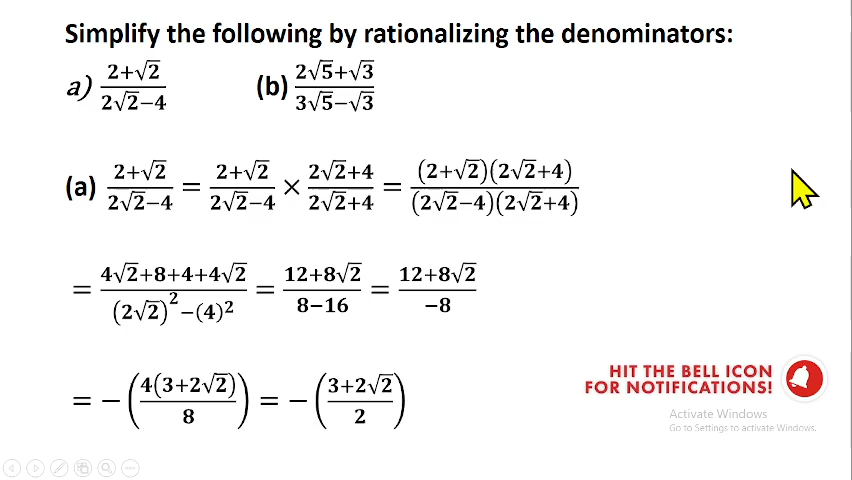 Simplify the following by rationalizing the denominators:
a) (2+√2)/(2√2−4) (b) (2√5+√3)/(3√5−√3)
(a) (2+√2)/(2√2−4) = (2+√2)/(2√2−4) × (2√2+4)/(2√2+4) = ((2+√2)(2√2+4))/((2√2−4)(2√2+4))
= (4√2+8+4+4√2)/((2√2)²−(4)²) = (12+8√2)/(8−16) = (12+8√2)/(−8)
= −((4(3+2√2))/8) = −((3+2√2)/2)
HIT THE BELL ICON
FOR NOTIFICATIONS!
Activate Windows
Go to Settings to activate Windows.